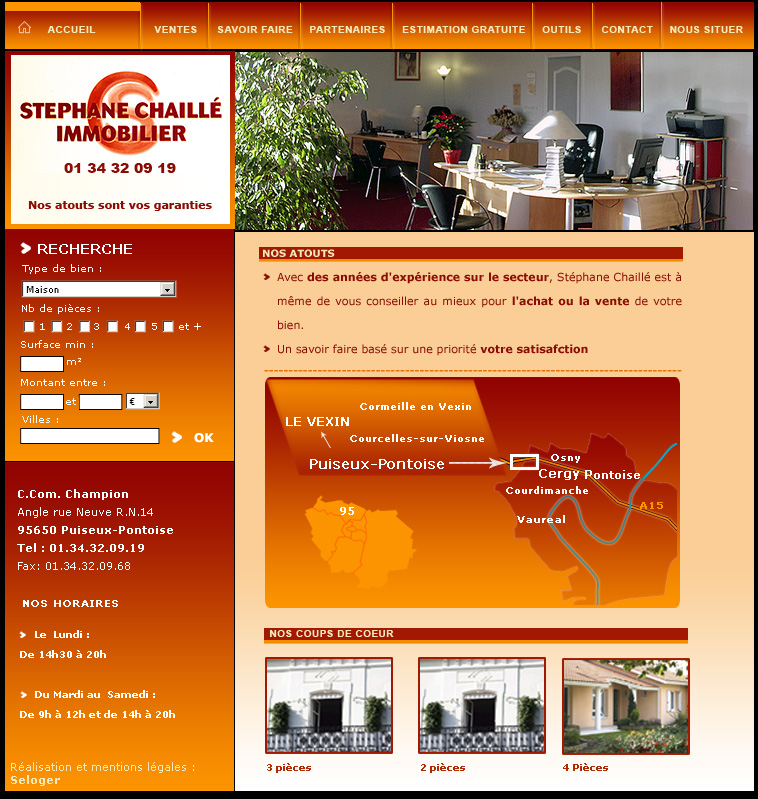 ACCUEIL VENTES SAVOIR FAIRE PARTENAIRES ESTIMATION GRATUITE OUTILS CONTACT NOUS SITUER
STEPHANE CHAILLÉ
IMMOBILIER
01 34 32 09 19
Nos atouts sont vos garanties
RECHERCHE
Type de bien :
Maison
Nb de pièces :
1 2 3 4 5 et +
Surface min :
m²
Montant entre :
et €
Villes :
OK
C.Com. Champion
Angle rue Neuve R.N.14
95650 Puiseux-Pontoise
Tel : 01.34.32.09.19
Fax: 01.34.32.09.68
NOS HORAIRES
Le Lundi :
De 14h30 à 20h
Du Mardi au Samedi :
De 9h à 12h et de 14h à 20h
Réalisation et mentions légales :
Seloger
NOS ATOUTS
Avec des années d'expérience sur le secteur, Stéphane Chaillé est à
même de vous conseiller au mieux pour l'achat ou la vente de votre
bien.
Un savoir faire basé sur une priorité votre satisafction
Cormeille en Vexin
LE VEXIN
Courcelles-sur-Viosne
Puiseux-Pontoise
Osny
Cergy Pontoise
Courdimanche
A15
95
Vaureal
NOS COUPS DE COEUR
3 pièces
2 pièces
4 Pièces